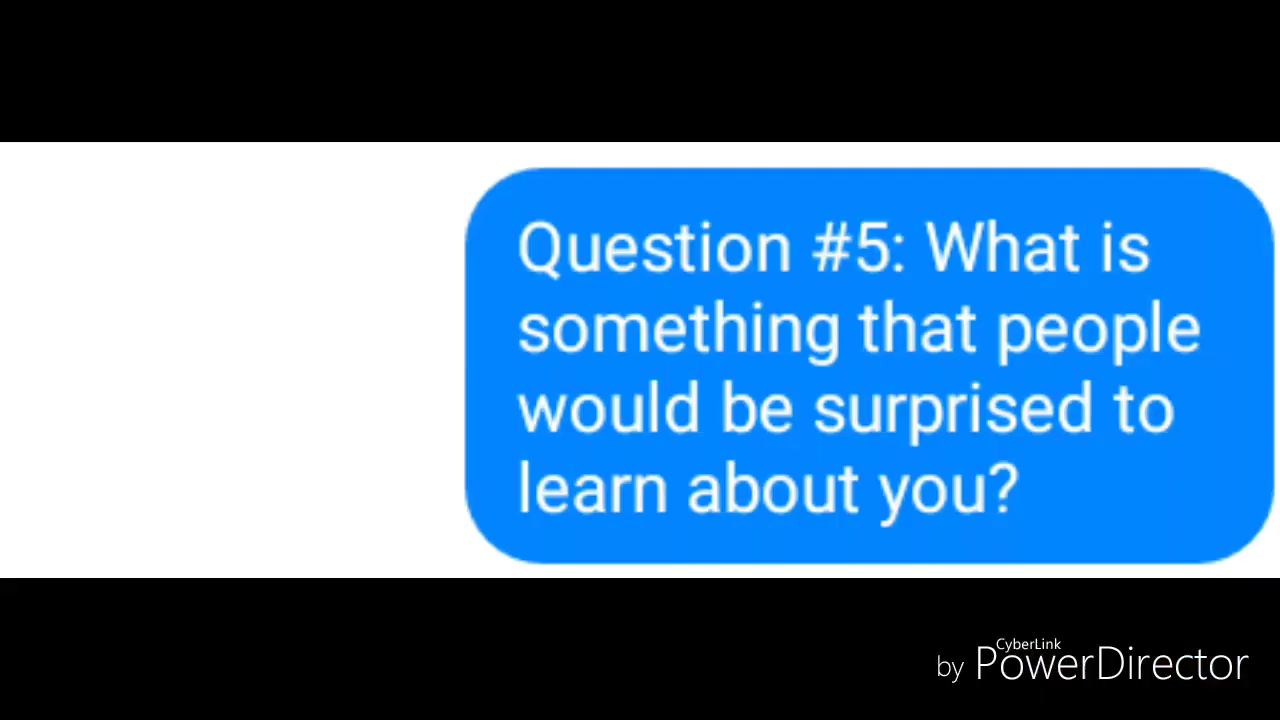 Question #5: What is
something that people
would be surprised to
learn about you?
CyberLink
by PowerDirector